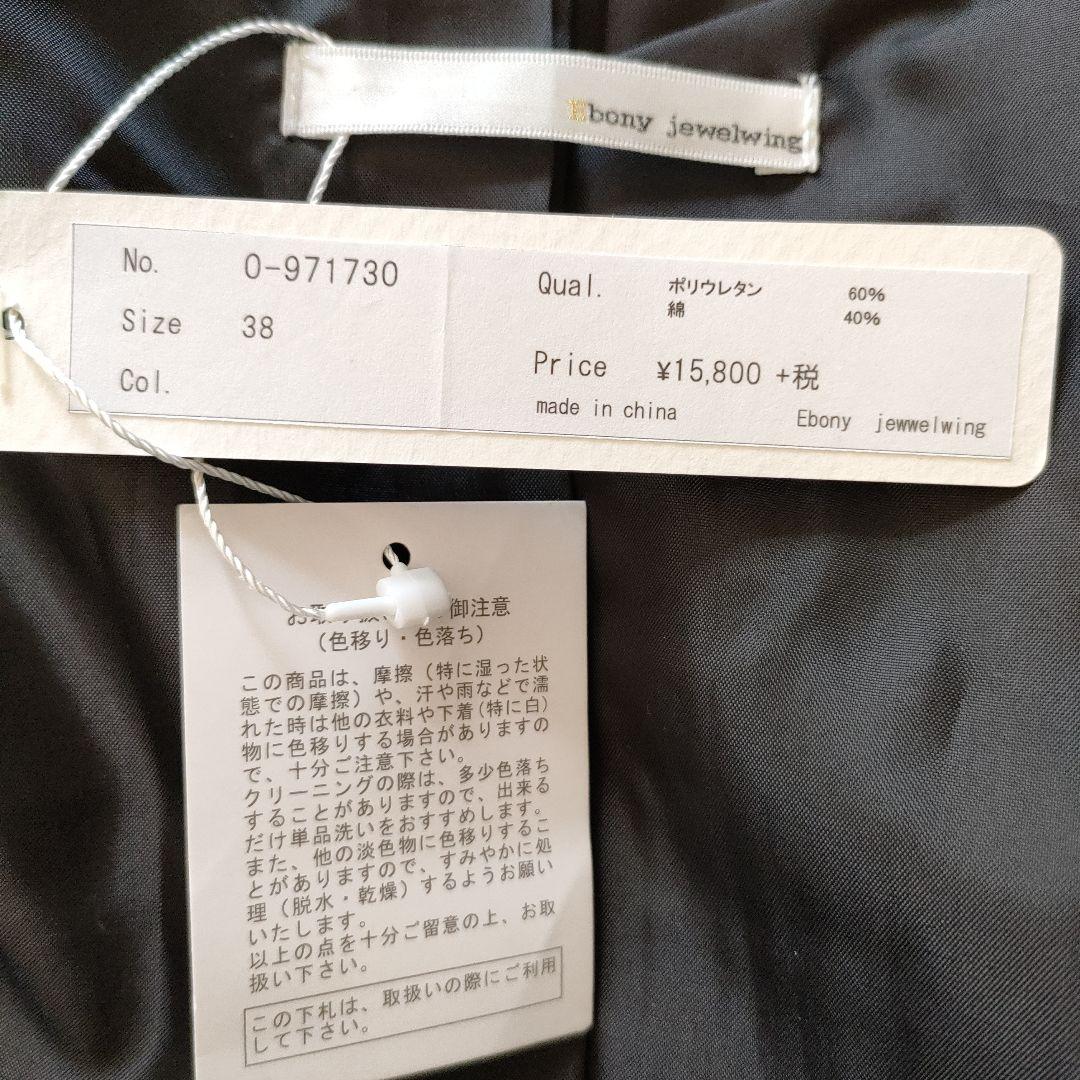 Ebony jewelwing
No. 0-971730
Size 38
Col.
Qual. ポリウレタン 60%
綿 40%
Price ¥15,800 +税
made in china
Ebony jewwelwing
御注意
（色移り・色落ち）
この商品は、摩擦（特に湿った状
態での摩擦）や、汗や雨などで濡
れた時は他の衣料や下着（特に白）
物に色移りする場合がありますの
で、十分ご注意下さい。
クリーニングの際は、多少色落ち
することがありますので、出来る
だけ単品洗いをおすすめします。
また、他の淡色物に色移りするこ
とがありますので、すみやかに処
理（脱水・乾燥）するようお願い
いたします。
以上の点を十分ご留意の上、お取
扱い下さい。
この下札は、取扱いの際にご利用
して下さい。